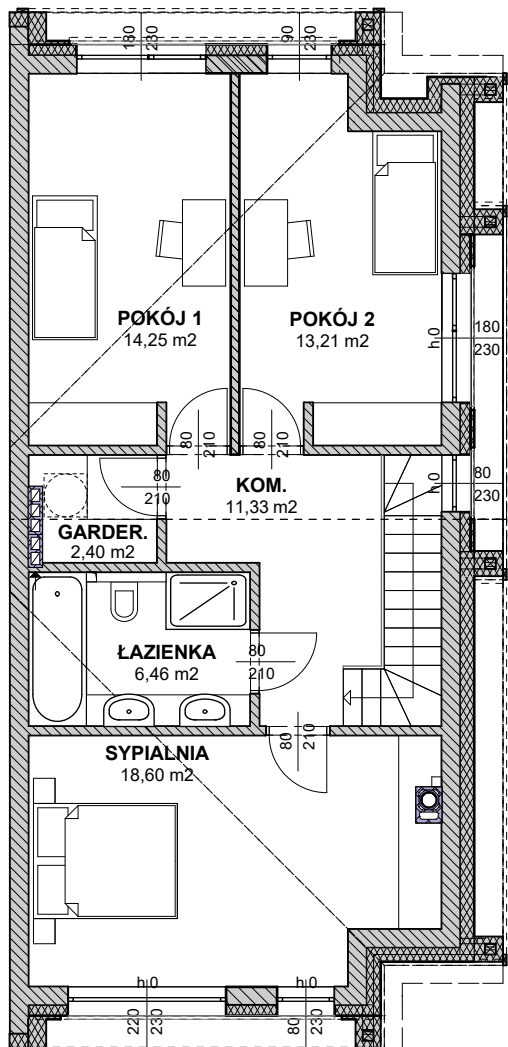 180
230
90
230
POKÓJ 1
14,25 m2
POKÓJ 2
13,21 m2
h 0
180
230
80
210
80
210
80
210
KOM.
11,33 m2
h 0
80
230
GARDER.
2,40 m2
ŁAZIENKA
6,46 m2
80
210
80
210
SYPIALNIA
18,60 m2
h 0
220
230
h 0
80
230